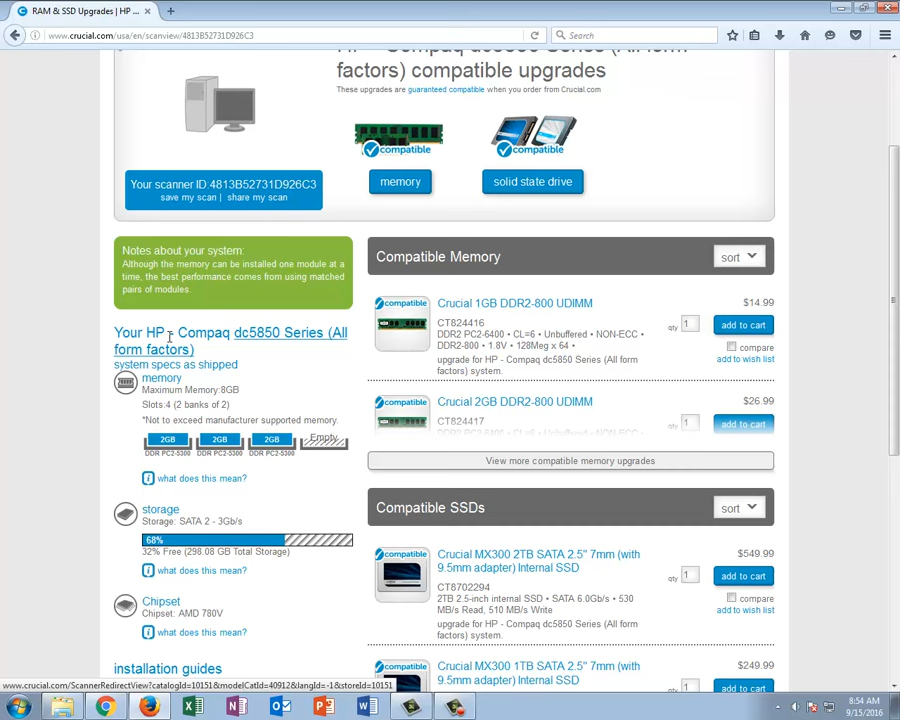 RAM & SSD Upgrades | HP ...
www.crucial.com/usa/en/scanview/4813B52731D926C3
Search
HP - Compaq dc5850 Series (All form
factors) compatible upgrades
These upgrades are guaranteed compatible when you order from Crucial.com
compatible
compatible
Your scanner ID:4813B52731D926C3
save my scan | share my scan
memory
solid state drive
Notes about your system:
Although the memory can be installed one module at a
time, the best performance comes from using matched
pairs of modules.
Your HP - Compaq dc5850 Series (All
form factors)
system specs as shipped
memory
Maximum Memory:8GB
Slots:4 (2 banks of 2)
*Not to exceed manufacturer supported memory.
2GB 2GB 2GB Empty
DDR PC2-5300 DDR PC2-5300 DDR PC2-5300
what does this mean?
storage
Storage: SATA 2 - 3Gb/s
68%
32% Free (298.08 GB Total Storage)
what does this mean?
Chipset
Chipset: AMD 780V
what does this mean?
installation guides
Compatible Memory
sort
compatible
Crucial 1GB DDR2-800 UDIMM
$14.99
CT824416
DDR2 PC2-6400 • CL=6 • Unbuffered • NON-ECC •
DDR2-800 • 1.8V • 128Meg x 64 •
upgrade for HP - Compaq dc5850 Series (All form
factors) system.
qty 1
add to cart
compare
add to wish list
compatible
Crucial 2GB DDR2-800 UDIMM
$26.99
CT824417
DDR2 PC2-6400 • CL=6 • Unbuffered • NON-ECC •
qty 1
add to cart
View more compatible memory upgrades
Compatible SSDs
sort
compatible
Crucial MX300 2TB SATA 2.5" 7mm (with
9.5mm adapter) Internal SSD
$549.99
CT8702294
2TB 2.5-inch internal SSD • SATA 6.0Gb/s • 530
MB/s Read, 510 MB/s Write
upgrade for HP - Compaq dc5850 Series (All form
factors) system.
qty 1
add to cart
compare
add to wish list
compatible
Crucial MX300 1TB SATA 2.5" 7mm (with
9.5mm adapter) Internal SSD
$249.99
qty 1
add to cart
www.crucial.com/ScannerRedirectView?catalogId=10151&modelCatId=40912&langId=-1&storeId=10151
8:54 AM
9/15/2016